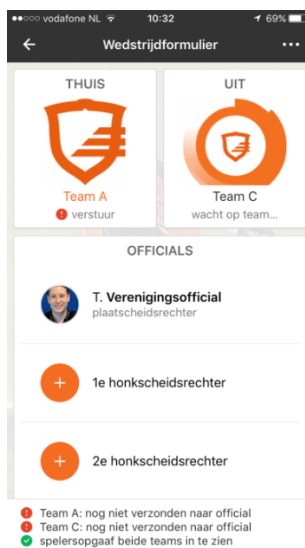 vodafone NL 10:32 69%
Wedstrijdformulier
THUIS
UIT
Team A
verstuur
Team C
wacht op team...
OFFICIALS
T. Verenigingsofficial
plaatscheidsrechter
1e honkscheidsrechter
2e honkscheidsrechter
Team A: nog niet verzonden naar official
Team C: nog niet verzonden naar official
spelersopgaaf beide teams in te zien